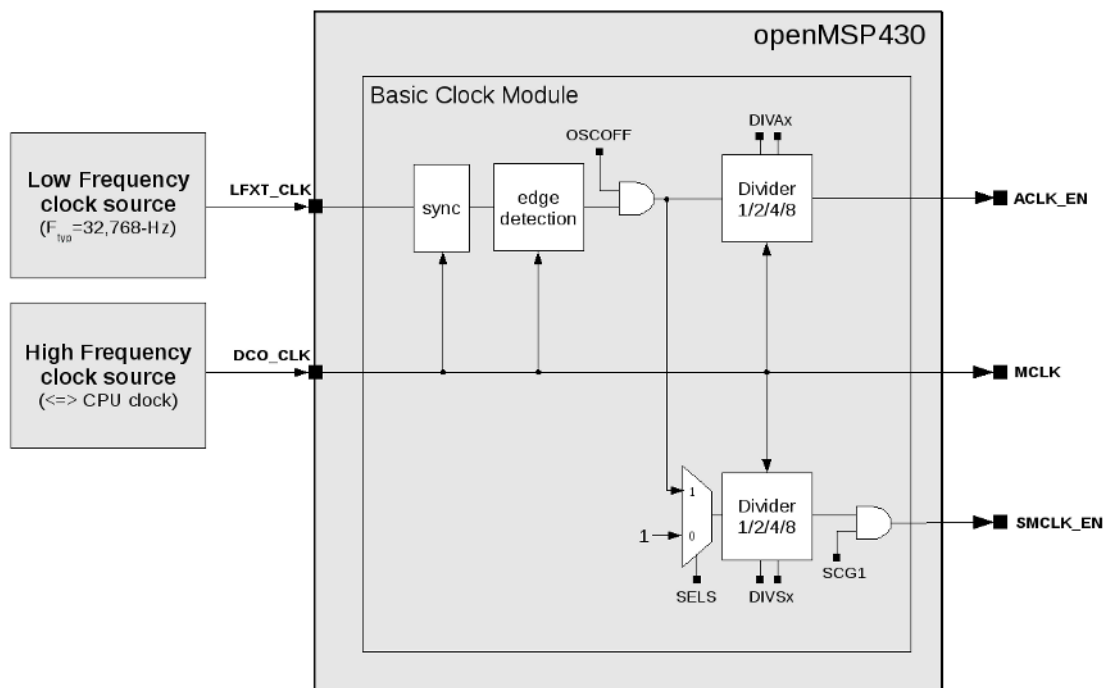 openMSP430
Basic Clock Module
OSCOFF
DIVAx
Low Frequency
clock source
(Ftyp=32,768-Hz)
LFXT_CLK
sync
edge
detection
Divider
1/2/4/8
ACLK_EN
High Frequency
clock source
(<=> CPU clock)
DCO_CLK
MCLK
1
1
0
Divider
1/2/4/8
SMCLK_EN
SELS
DIVSx
SCG1